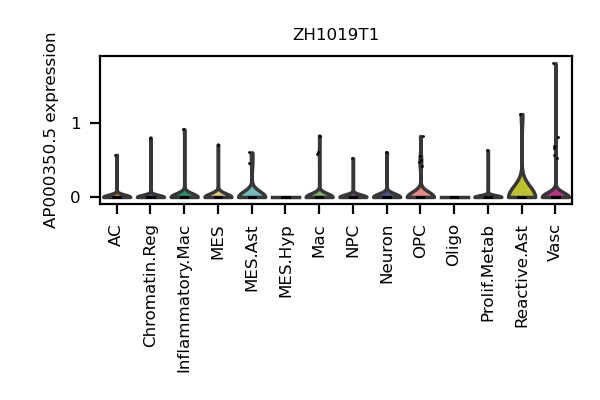 ZH1019T1
AP000350.5 expression
1
0
AC
Chromatin.Reg
Inflammatory.Mac
MES
MES.Ast
MES.Hyp
Mac
NPC
Neuron
OPC
Oligo
Prolif.Metab
Reactive.Ast
Vasc